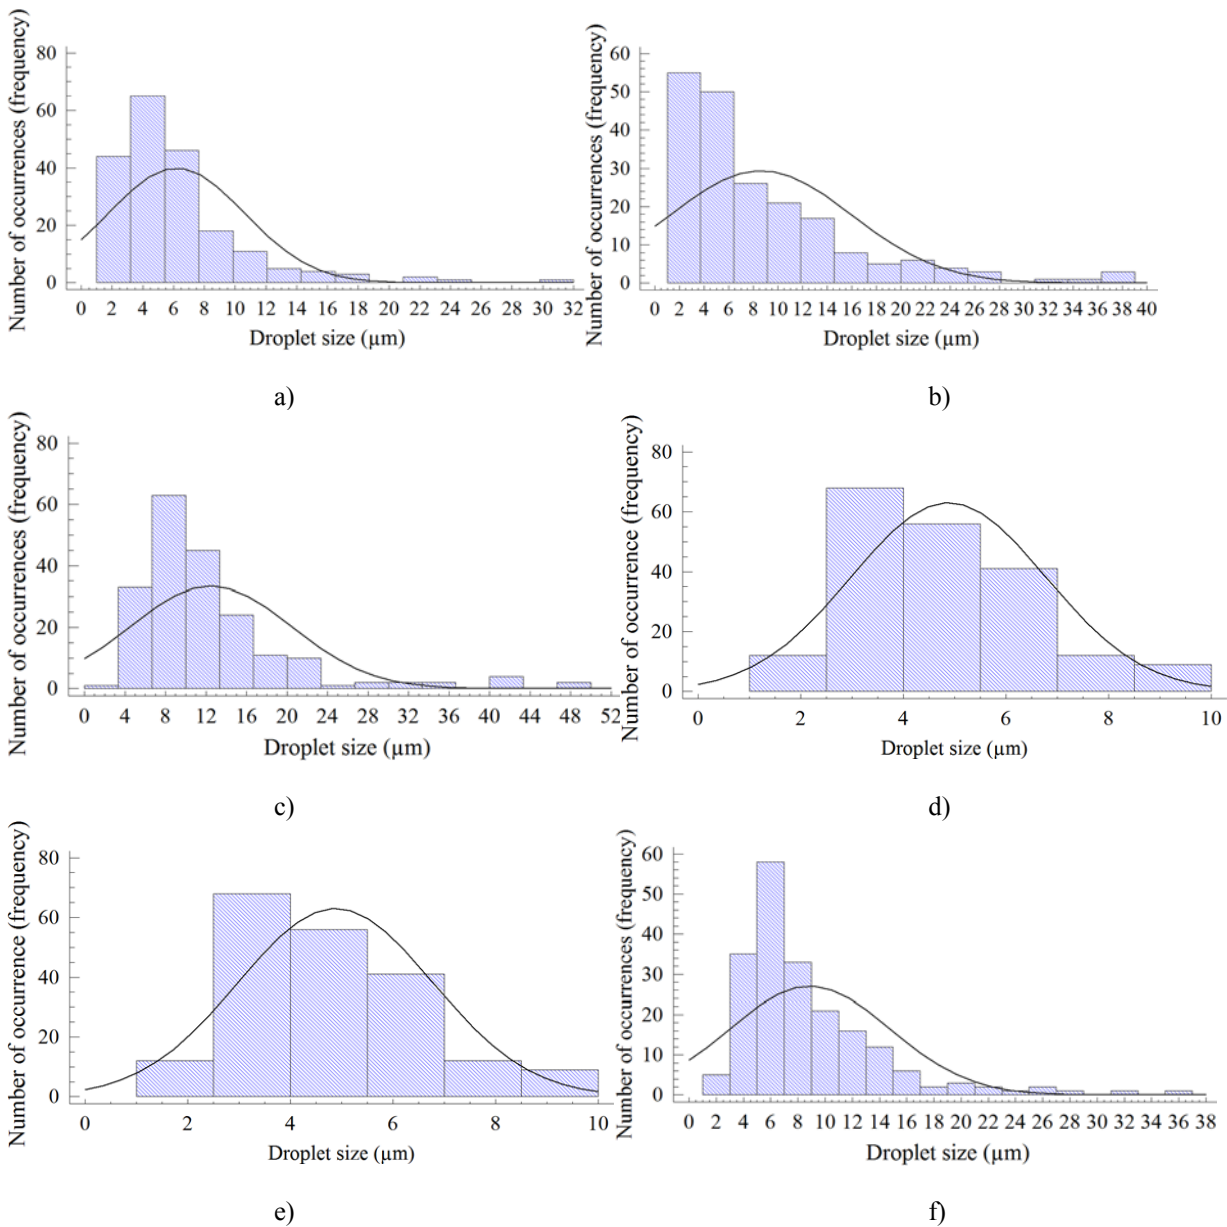 Number of occurrences (frequency)
80
60
40
20
0
0 2 4 6 8 10 12 14 16 18 20 22 24 26 28 30 32
Droplet size (µm)
a)
Number of occurrences (frequency)
60
50
40
30
20
10
0
0 2 4 6 8 10 12 14 16 18 20 22 24 26 28 30 32 34 36 38 40
Droplet size (µm)
b)
Number of occurrences (frequency)
80
60
40
20
0
0 4 8 12 16 20 24 28 32 36 40 44 48 52
Droplet size (µm)
c)
Number of occurrence (frequency)
80
60
40
20
0
0 2 4 6 8 10
Droplet size (µm)
d)
Number of occurrence (frequency)
80
60
40
20
0
0 2 4 6 8 10
Droplet size (µm)
e)
Number of occurrences (frequency)
60
50
40
30
20
10
0
0 2 4 6 8 10 12 14 16 18 20 22 24 26 28 30 32 34 36 38
Droplet size (µm)
f)